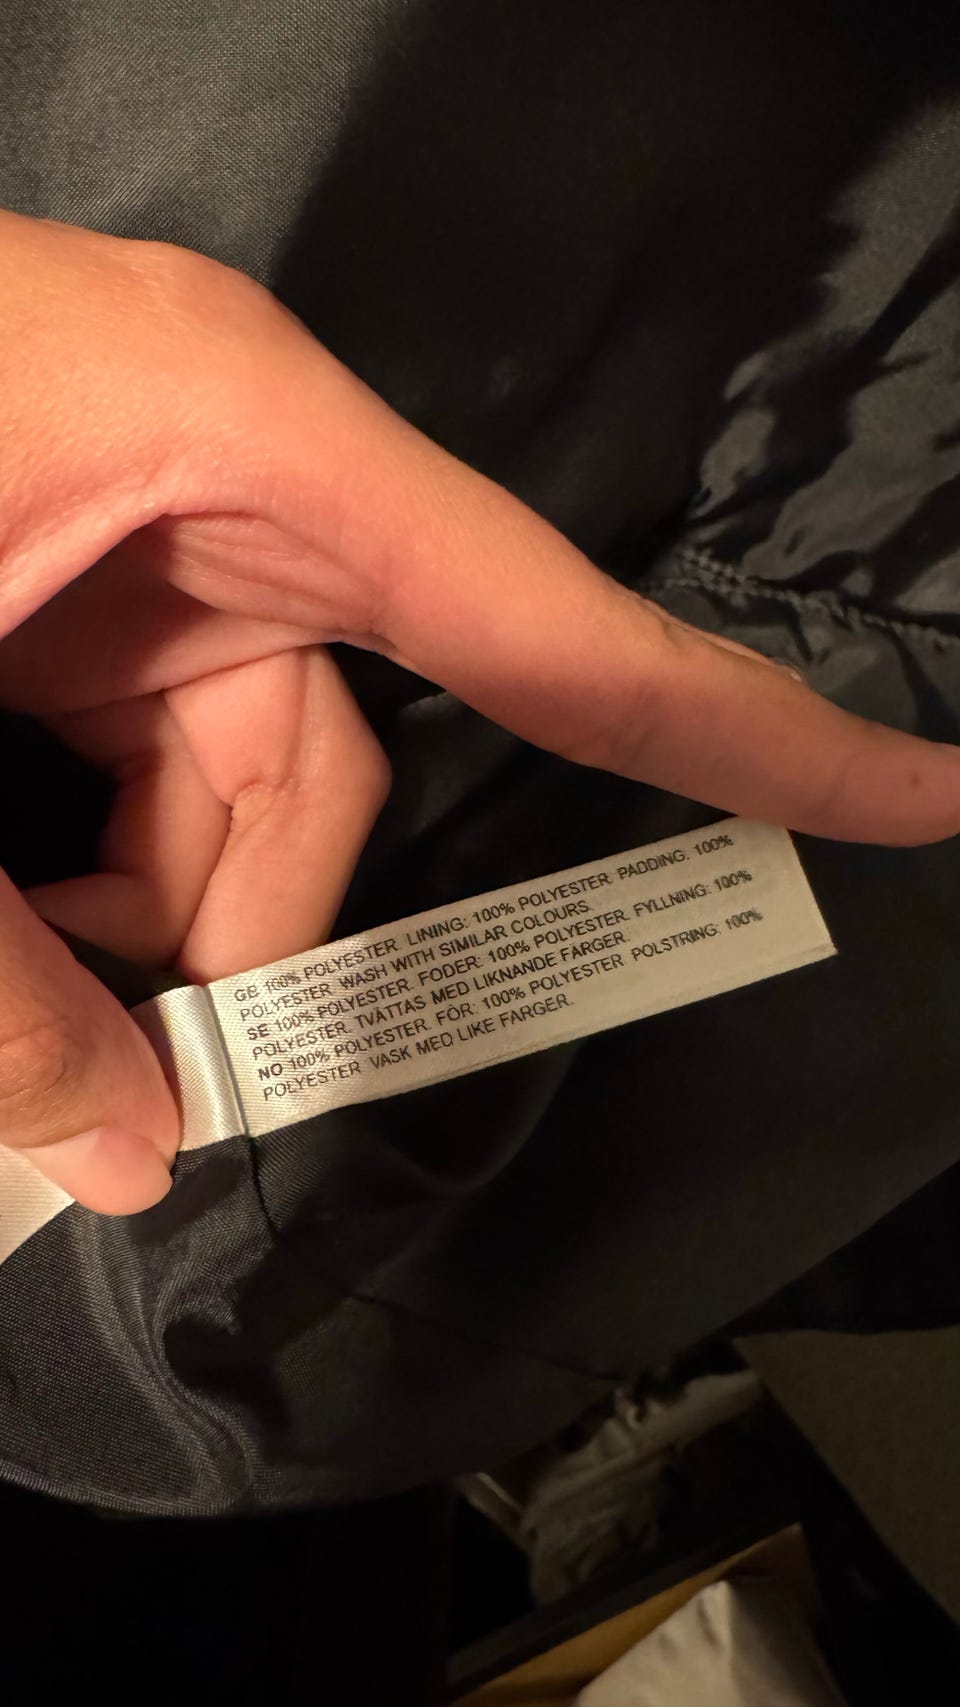 GB 100% POLYESTER. LINING: 100% POLYESTER. PADDING: 100%
POLYESTER. WASH WITH SIMILAR COLOURS.
SE 100% POLYESTER. FODER: 100% POLYESTER. FYLLNING: 100%
POLYESTER. TVÄTTAS MED LIKNANDE FÄRGER.
NO 100% POLYESTER. FÔR: 100% POLYESTER. POLSTRING: 100%
POLYESTER. VASK MED LIKE FARGER.